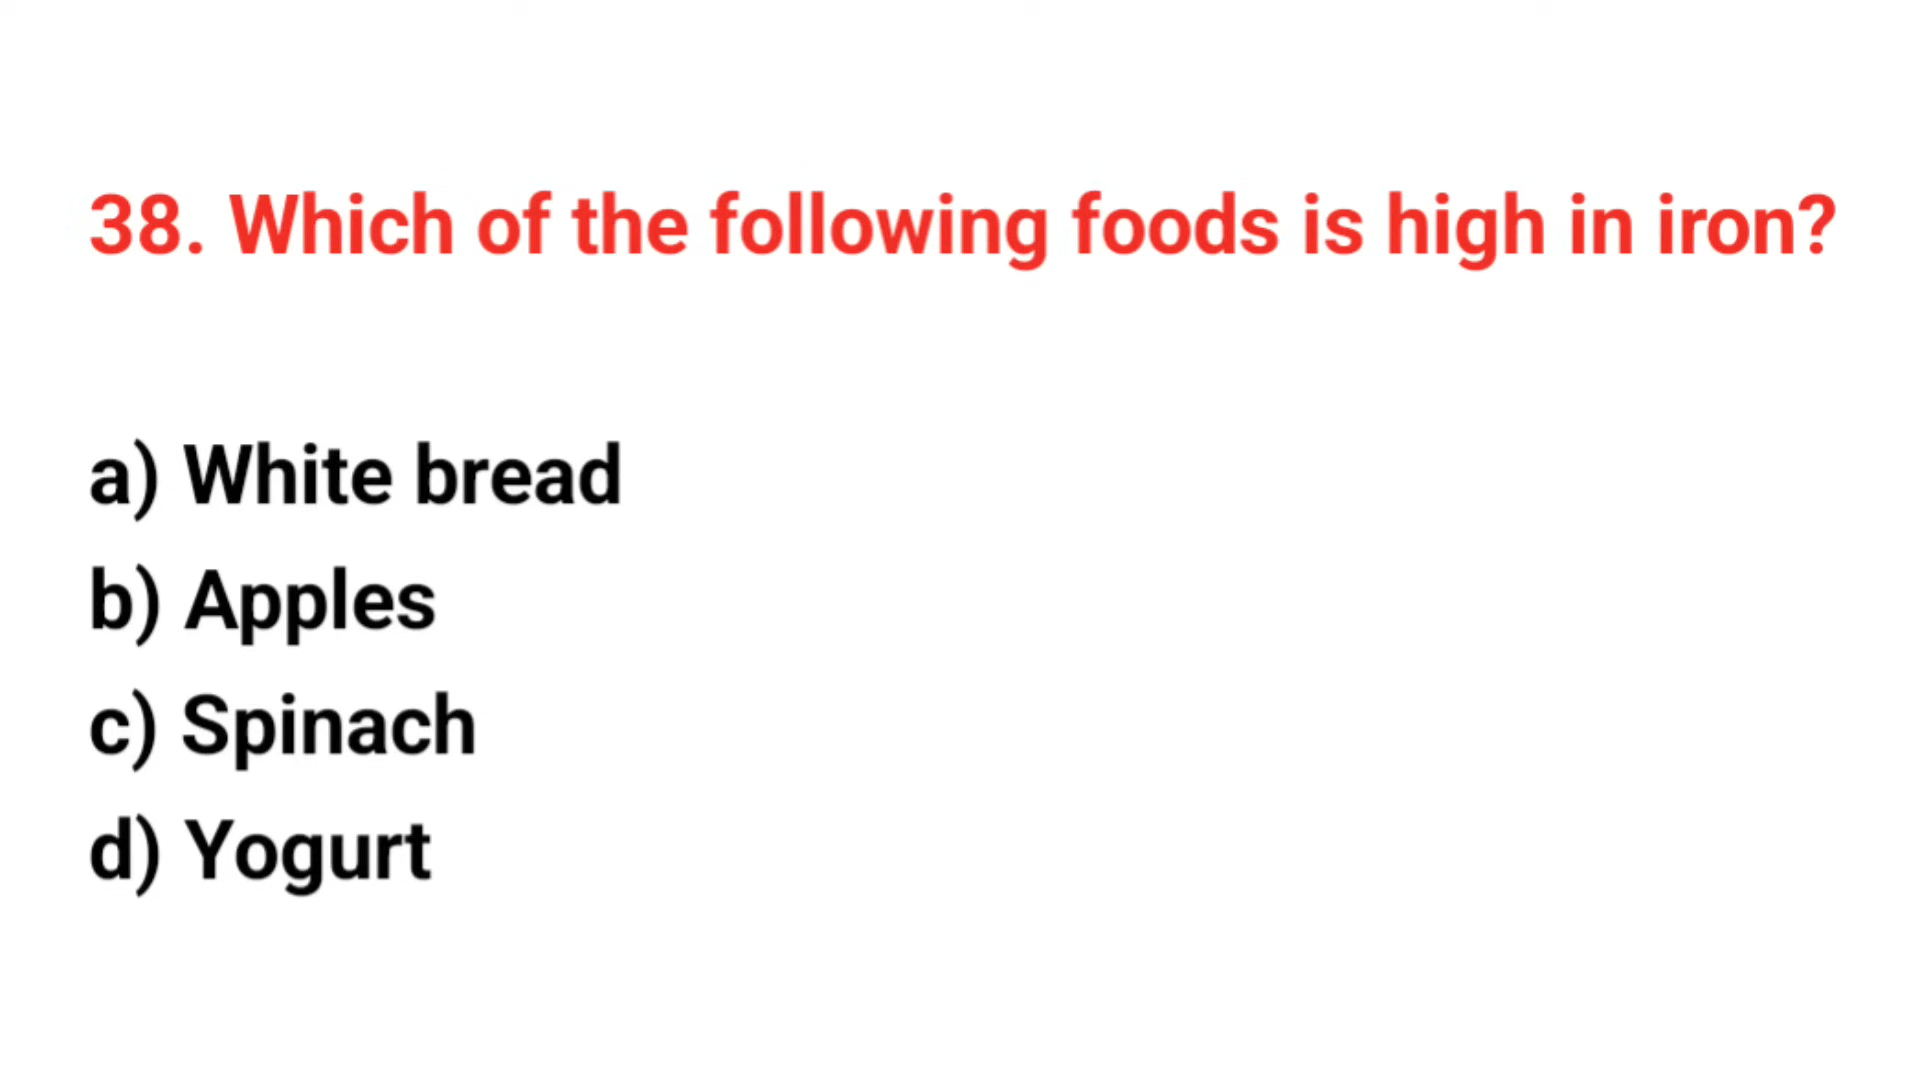 38. Which of the following foods is high in iron?
a) White bread
b) Apples
c) Spinach
d) Yogurt